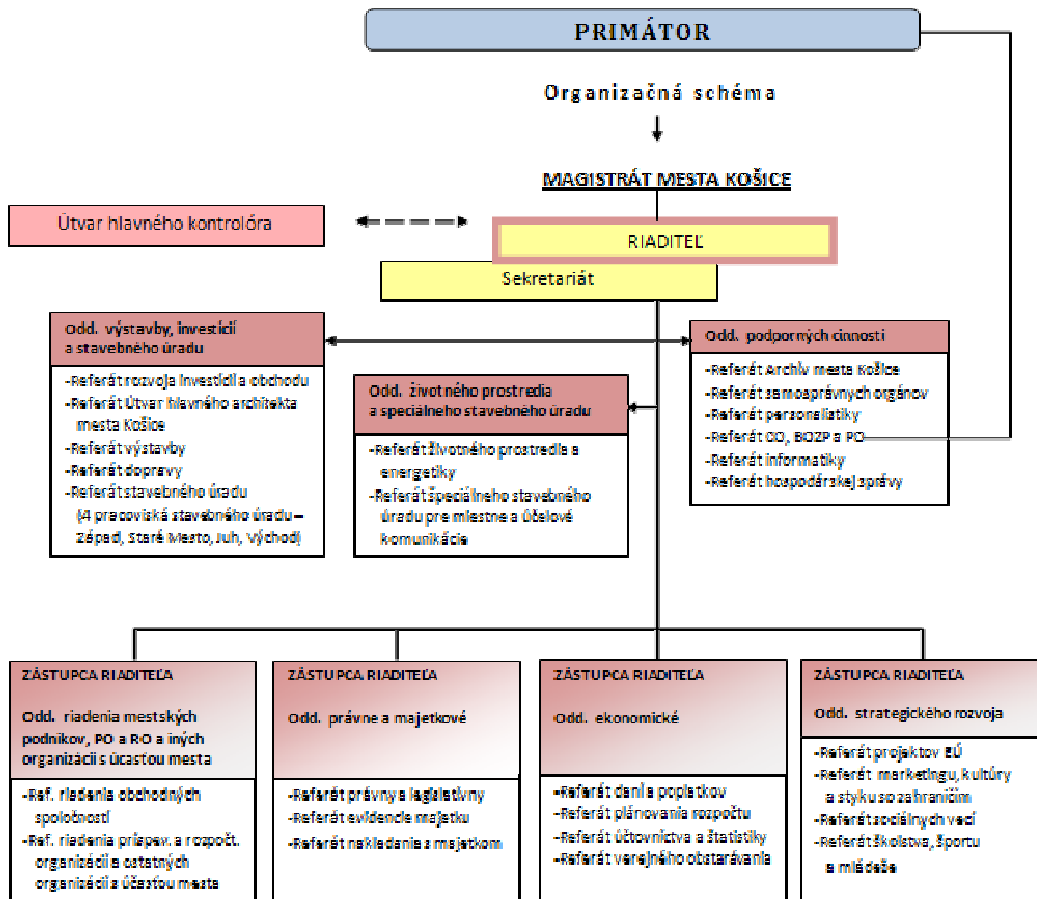 PRIMÁTOR
Organizačná schéma
MAGISTRÁT MESTA KOŠICE
Útvar hlavného kontrolóra
RIADITEĽ
Sekretariát
Odd. výstavby, investícií
a stavebného úradu
-Referát rozvoja investícií a obchodu
-Referát Útvar hlavného architekta
mesta Košice
-Referát výstavby
-Referát dopravy
-Referát stavebného úradu
(4 pracoviská stavebného úradu –
Západ, Staré Mesto, Juh, Východ)
Odd. životného prostredia
a speciálneho stavebného úradu
-Referát životného prostredia a
energetiky
-Referát špeciálneho stavebného
úradu pre miestne a účelové
komunikácie
Odd. podporných cinností
-Referát Archív mesta Košice
-Referát samosprávnych orgánov
-Referát personalistiky
-Referát CO, BOZP a PO
-Referát informatiky
-Referát hospodárskej správy
ZÁSTUPCA RIADITEĽA
Odd. riadenia mestských
podnikov, PO a RO a iných
organizácií s úcasťou mesta
-Ref. riadenia obchodných
spoločností
-Ref. riadenia príspev. a rozpočt.
organizácií a ostatných
organizácií a účasťou mesta
ZÁSTUPCA RIADITEĽA
Odd. právne a majetkové
-Referát právny a legislatívny
-Referát evidencie majetku
-Referát nakladania s majetkom
ZÁSTUPCA RIADITEĽA
Odd. ekonomické
-Referát daní a poplatkov
-Referát plánovania rozpočtu
-Referát účtovníctva a štatistiky
-Referát verejného obstarávania
ZÁSTUPCA RIADITEĽA
Odd. strategického rozvoja
-Referát projektov EÚ
-Referát marketingu, kultúry
a styku so zahraničím
-Referát sociálnych vecí
-Referát školstva, športu
a mládeže